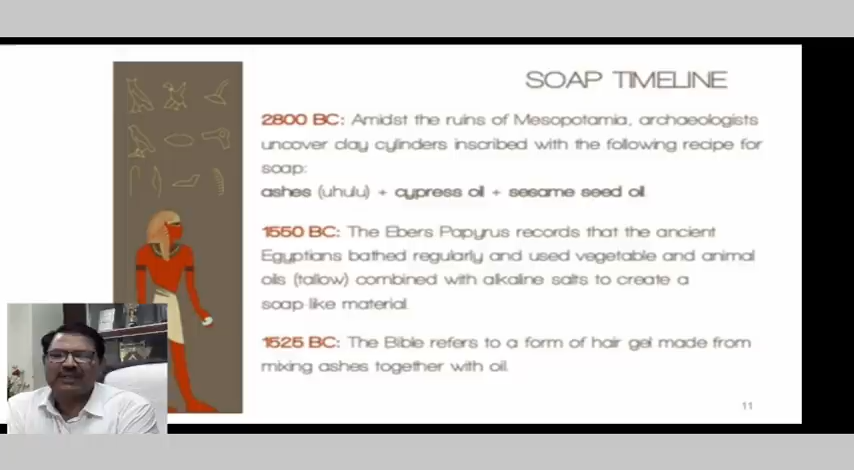 SOAP TIMELINE
2800 BC: Amidst the ruins of Mesopotamia, archaeologists
uncover clay cylinders inscribed with the following recipe for
soap:
ashes (uhulu) + cypress oil + sesame seed oil
1550 BC: The Ebers Papyrus records that the ancient
Egyptians bathed regularly and used vegetable and animal
oils (tallow) combined with alkaline salts to create a
soap-like material.
1525 BC: The Bible refers to a form of hair gel made from
mixing ashes together with oil.
11